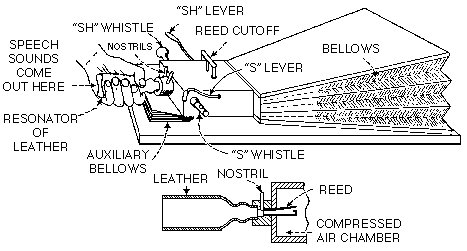 "SH" LEVER
"SH" WHISTLE
REED CUTOFF
SPEECH
SOUNDS
COME
OUT HERE
NOSTRILS
"S" LEVER
BELLOWS
RESONATOR
OF
LEATHER
AUXILIARY
BELLOWS
"S" WHISTLE
LEATHER
NOSTRIL
REED
COMPRESSED
AIR CHAMBER